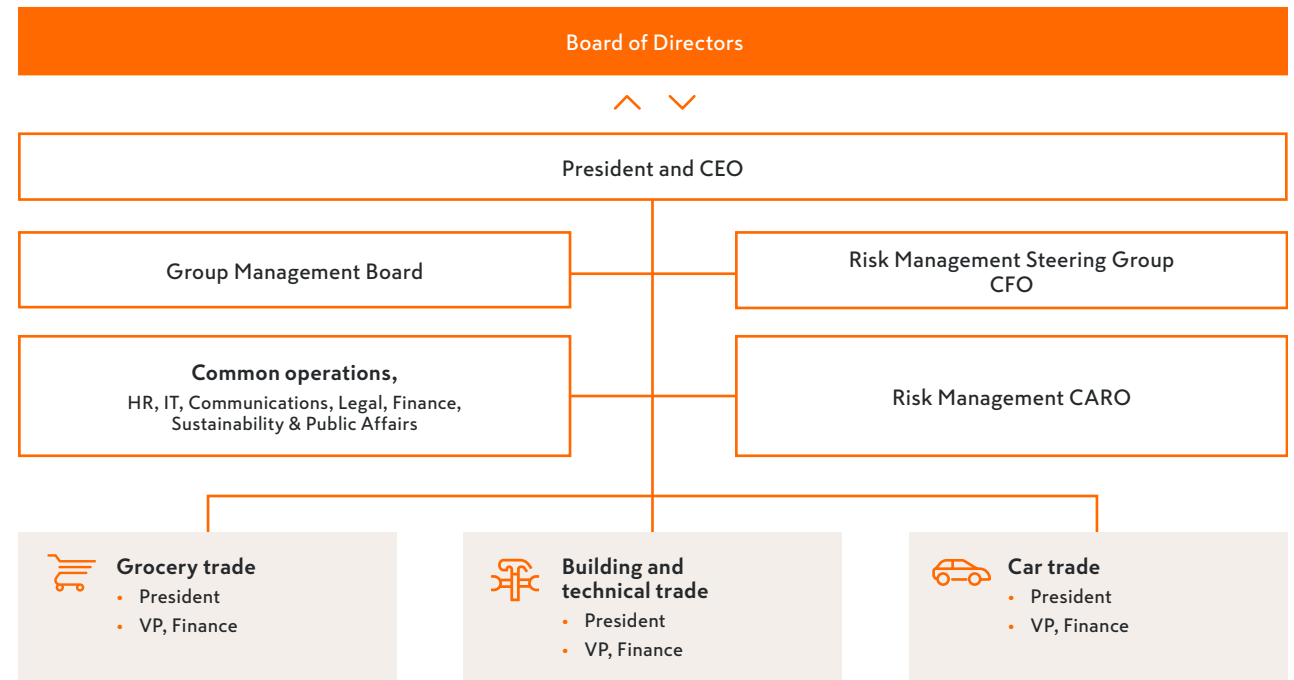 Board of Directors
President and CEO
Group Management Board
Risk Management Steering Group
CFO
Common operations,
HR, IT, Communications, Legal, Finance,
Sustainability & Public Affairs
Risk Management CARO
Grocery trade
• President
• VP, Finance
Building and
technical trade
• President
• VP, Finance
Car trade
• President
• VP, Finance